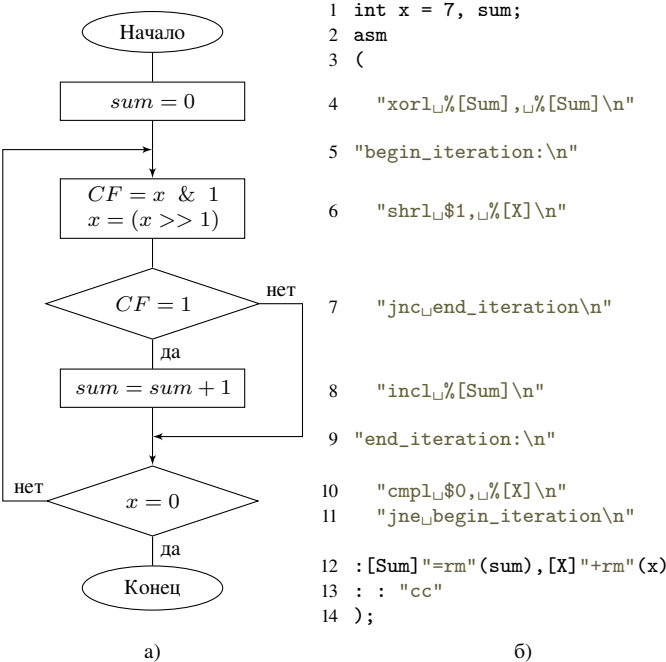 Начало
sum = 0
CF = x & 1
x = (x >> 1)
CF = 1
нет
да
sum = sum + 1
нет
x = 0
да
Конец
а)
1 int x = 7, sum;
2 asm
3 (
4 "xorl␣%[Sum],␣%[Sum]\n"
5 "begin_iteration:\n"
6 "shrl␣$1,␣%[X]\n"
7 "jnc␣end_iteration\n"
8 "incl␣%[Sum]\n"
9 "end_iteration:\n"
10 "cmpl␣$0,␣%[X]\n"
11 "jne␣begin_iteration\n"
12 :[Sum]"=rm"(sum),[X]"+rm"(x)
13 : : "cc"
14 );
б)